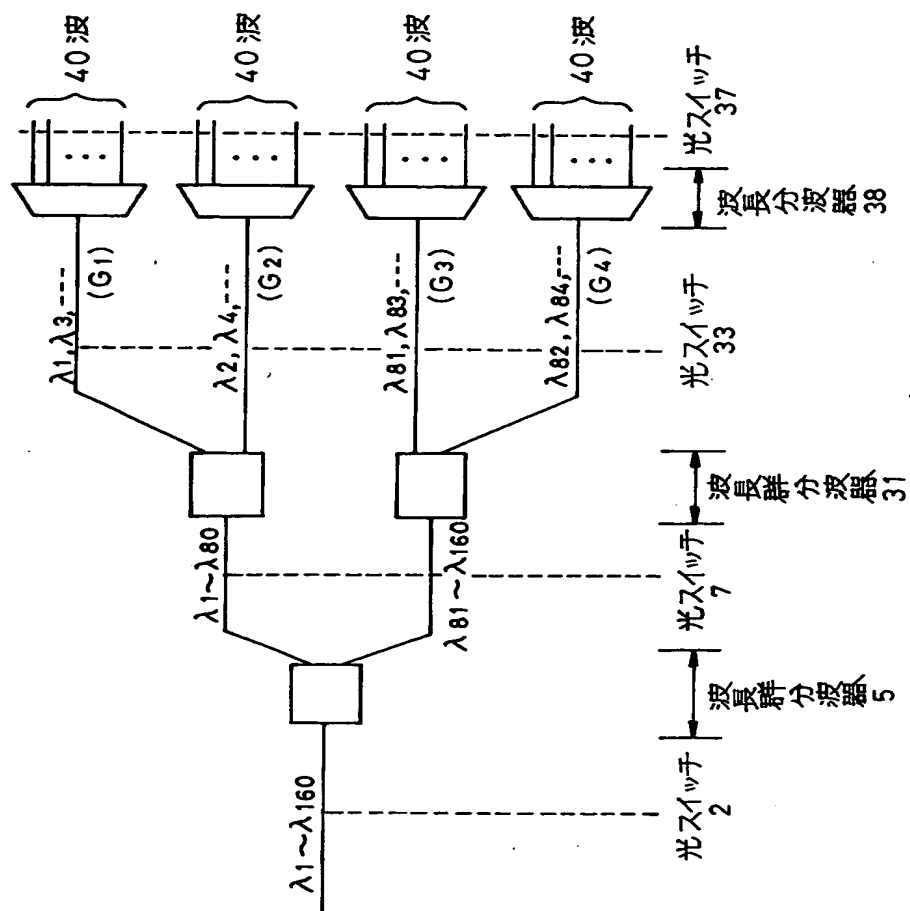 40波
40波
40波
40波
λ1,λ3,---
(G1)
λ2,λ4,---
(G2)
λ81,λ83,---
(G3)
λ82,λ84,---
(G4)
λ1～λ80
λ81～λ160
λ1～λ160
光スイッチ
2
波長群分波器
5
光スイッチ
7
波長群分波器
31
光スイッチ
33
波長分波器
38
光スイッチ
37